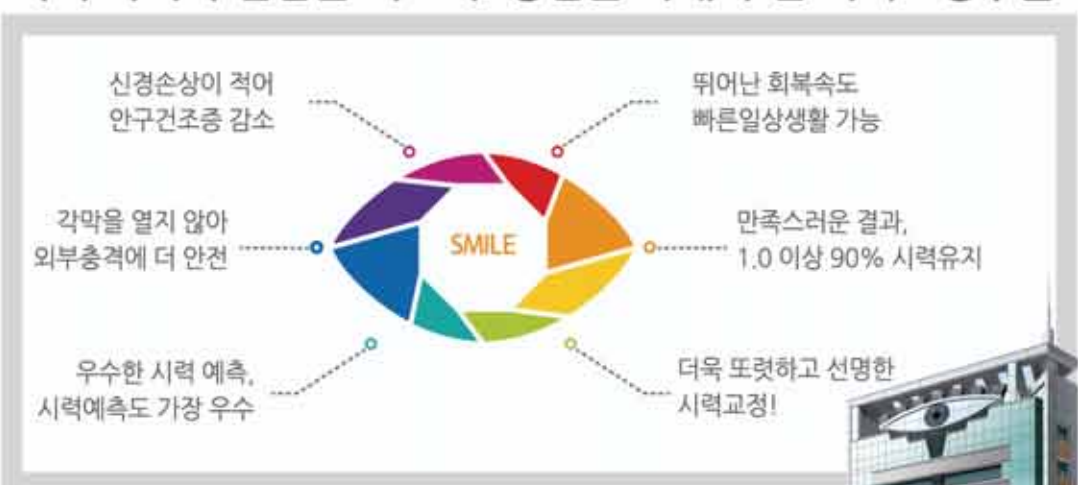 신경손상이 적어
안구건조증 감소
뛰어난 회복속도
빠른일상생활 가능
각막을 열지 않아
외부충격에 더 안전
SMILE
만족스러운 결과,
1.0 이상 90% 시력유지
우수한 시력 예측,
시력예측도 가장 우수
더욱 또렷하고 선명한
시력교정!